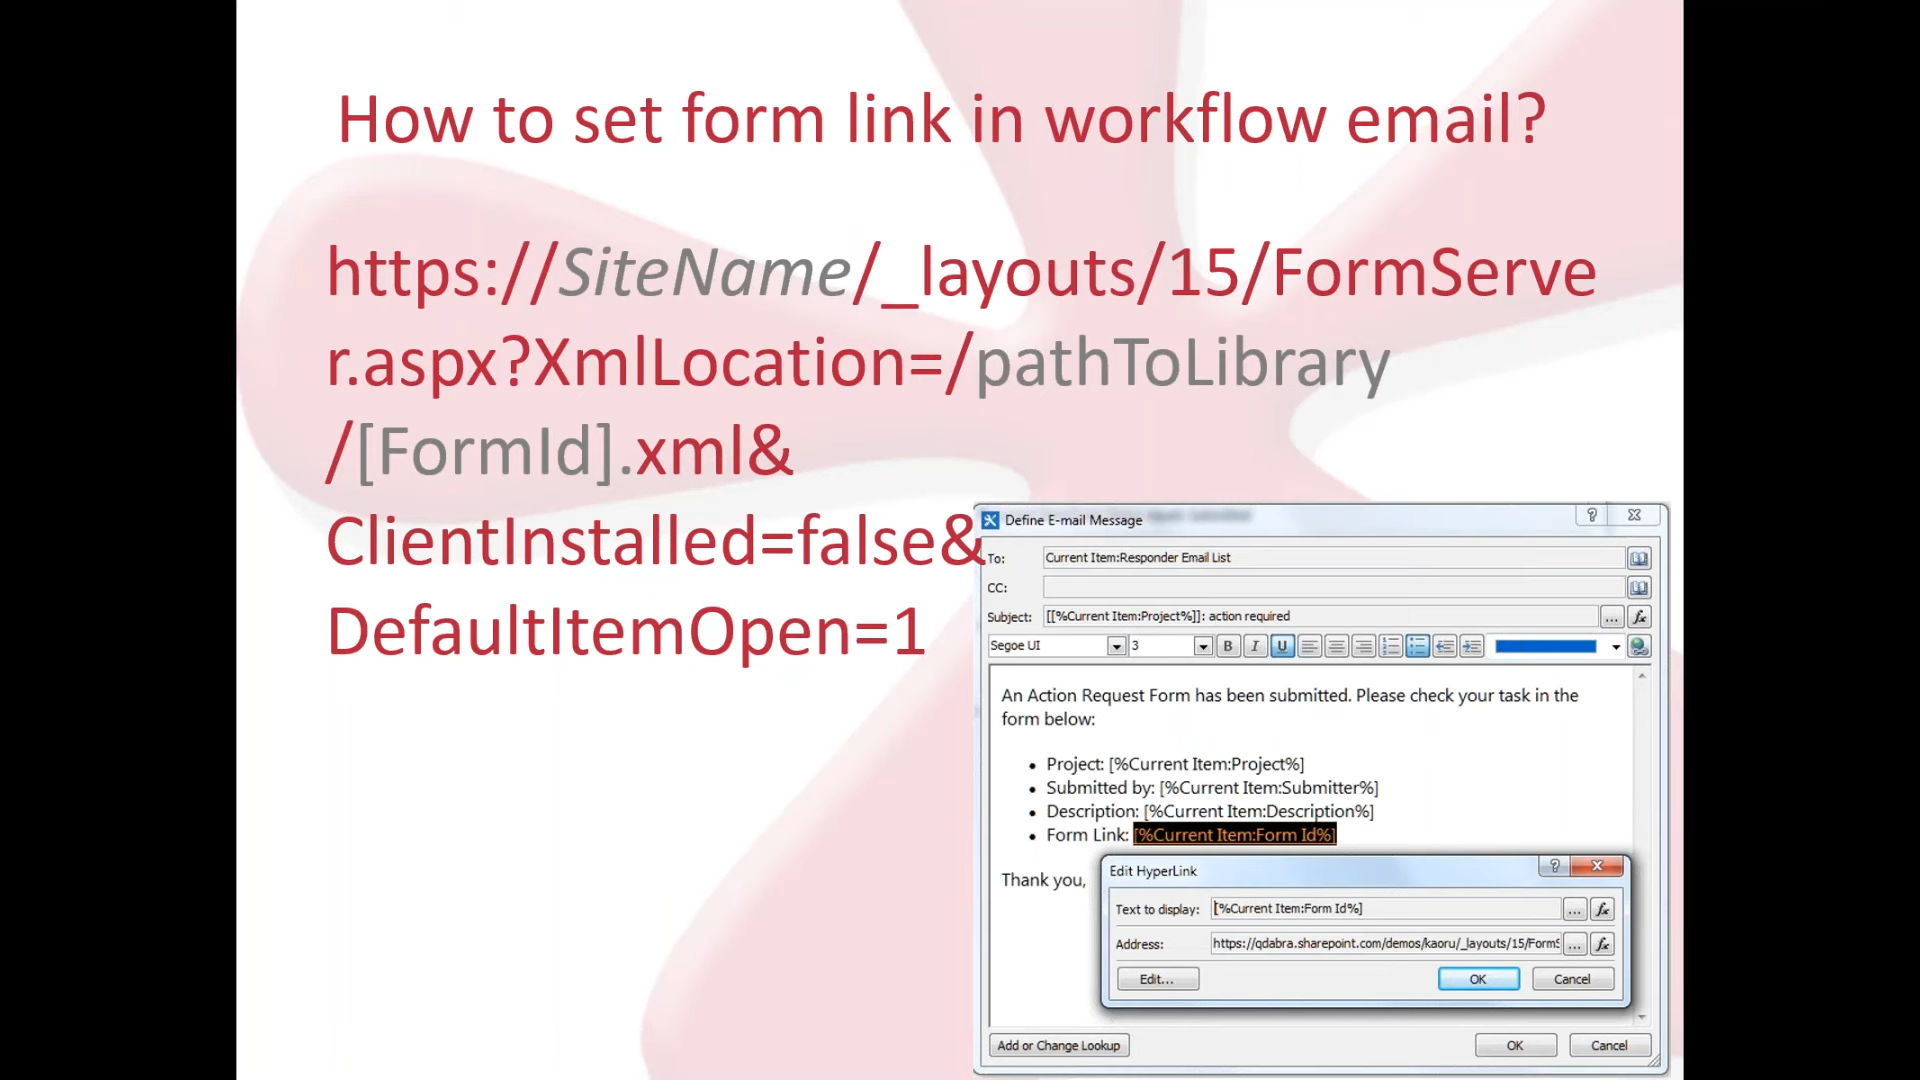 How to set form link in workflow email?
https://SiteName/_layouts/15/FormServe
r.aspx?XmlLocation=/pathToLibrary
/[FormId].xml&
ClientInstalled=false&
DefaultItemOpen=1
Define E-mail Message
To: Current Item:Responder Email List
CC:
Subject: [[%Current Item:Project%]]: action required
Segoe UI 3 B I U
An Action Request Form has been submitted. Please check your task in the
form below:
• Project: [%Current Item:Project%]
• Submitted by: [%Current Item:Submitter%]
• Description: [%Current Item:Description%]
• Form Link: [%Current Item:Form Id%]
Thank you,
Edit HyperLink
Text to display: [%Current Item:Form Id%] ... fx
Address: https://qdabra.sharepoint.com/demos/kaoru/_layouts/15/FormS ... fx
Edit... OK Cancel
Add or Change Lookup OK Cancel